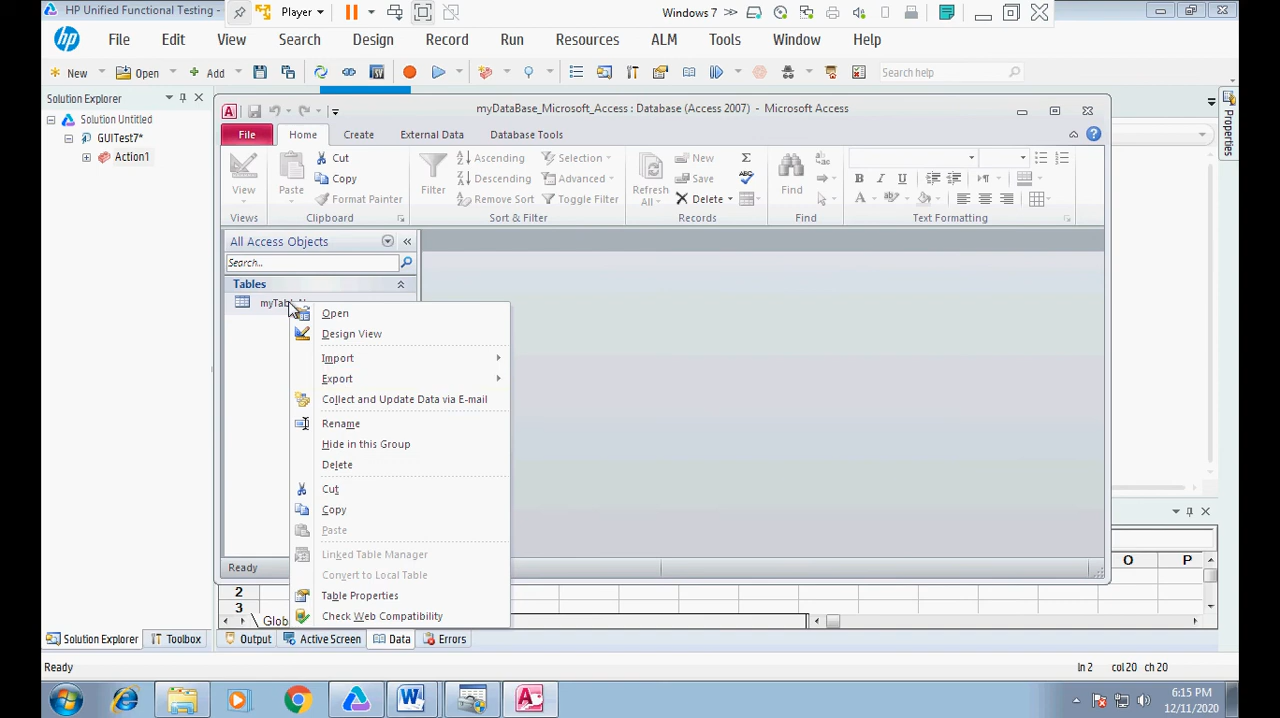 HP Unified Functional Testing -
Player
Windows 7
hp
File Edit View Search Design Record Run Resources ALM Tools Window Help
New Open Add Search help
Solution Explorer
Solution Untitled
GUITest7*
Action1
Properties
myDataBase_Microsoft_Access : Database (Access 2007) - Microsoft Access
File Home Create External Data Database Tools
View
Paste
Cut
Copy
Format Painter
Filter
Ascending
Descending
Remove Sort
Selection
Advanced
Toggle Filter
Refresh
All
New
Save
Delete
Find
B I U
A
Views Clipboard Sort & Filter Records Find Text Formatting
All Access Objects
Search...
Tables
Open
Design View
Import
Export
Collect and Update Data via E-mail
Rename
Hide in this Group
Delete
Cut
Copy
Paste
Linked Table Manager
Convert to Local Table
Table Properties
Check Web Compatibility
Ready
O P
2
3
Solution Explorer Toolbox Output Active Screen Data Errors
Ready
ln 2 col 20 ch 20
6:15 PM
12/11/2020